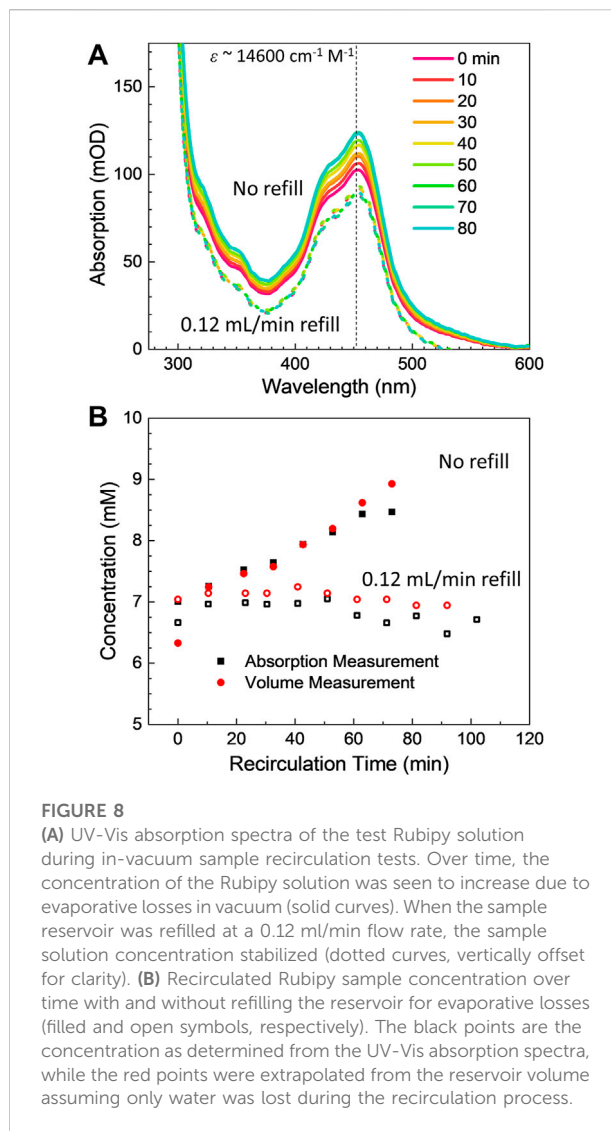 A
ε ~ 14600 cm⁻¹ M⁻¹
0 min
10
20
30
40
50
60
70
80
150
100
50
0
Absorption (mOD)
No refill
0.12 mL/min refill
300
400
500
600
Wavelength (nm)
B
10
9
8
7
6
5
Concentration (mM)
No refill
0.12 mL/min refill
Absorption Measurement
Volume Measurement
0
20
40
60
80
100
120
Recirculation Time (min)
FIGURE 8
(A) UV-Vis absorption spectra of the test Rubipy solution
during in-vacuum sample recirculation tests. Over time, the
concentration of the Rubipy solution was seen to increase due to
evaporative losses in vacuum (solid curves). When the sample
reservoir was refilled at a 0.12 ml/min flow rate, the sample
solution concentration stabilized (dotted curves, vertically offset
for clarity). (B) Recirculated Rubipy sample concentration over
time with and without refilling the reservoir for evaporative losses
(filled and open symbols, respectively). The black points are the
concentration as determined from the UV-Vis absorption spectra,
while the red points were extrapolated from the reservoir volume
assuming only water was lost during the recirculation process.